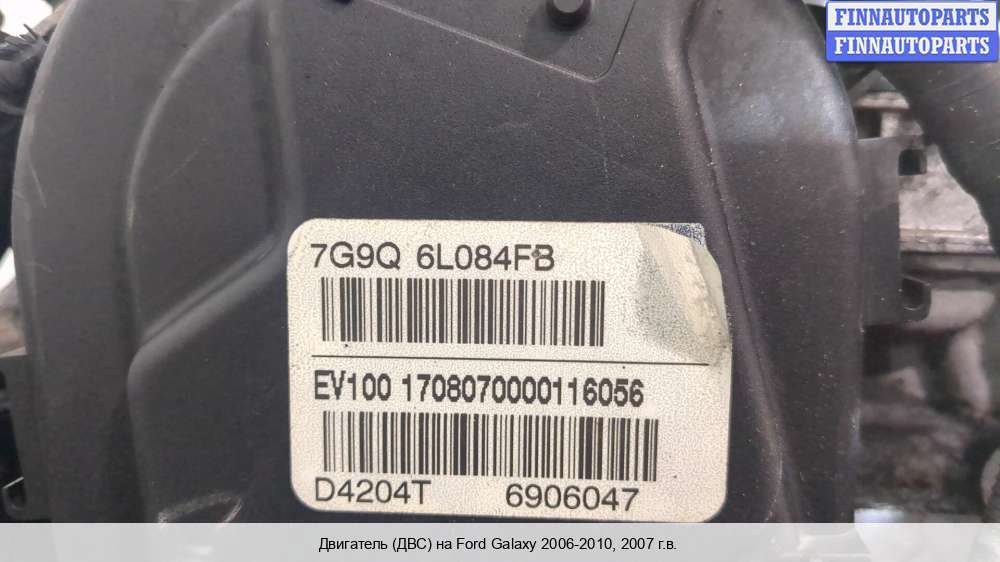 FINNAUTOPARTS
FINNAUTOPARTS
7G9Q 6L084FB
EV100 1708070000116056
D4204T 6906047
Двигатель (ДВС) на Ford Galaxy 2006-2010, 2007 г.в.